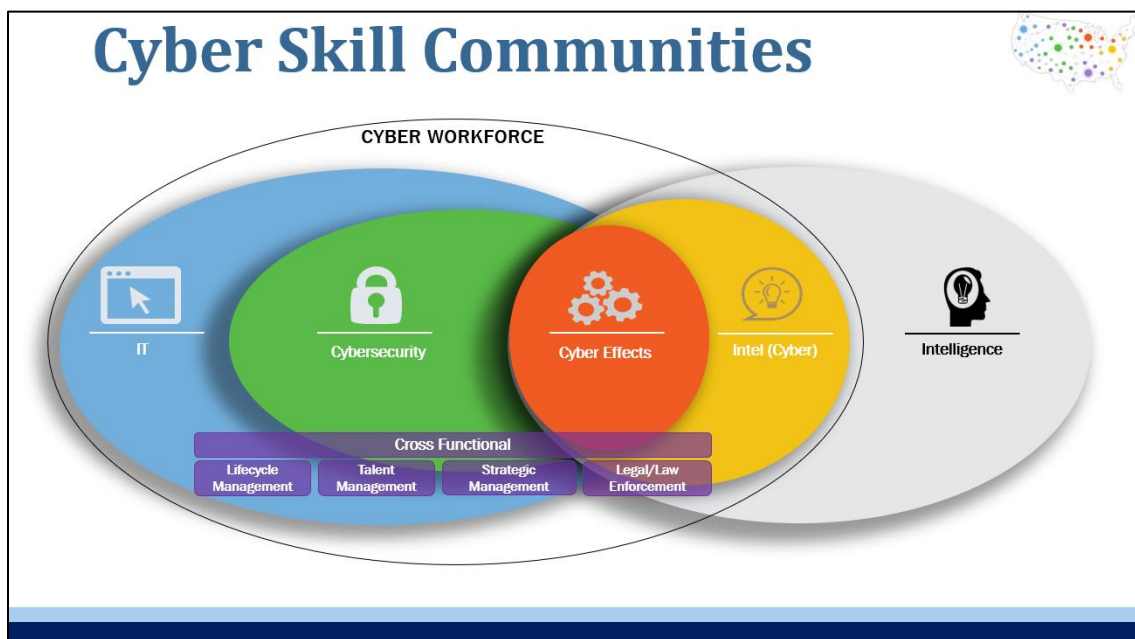 Cyber Skill Communities
CYBER WORKFORCE
IT
Cybersecurity
Cyber Effects
Intel (Cyber)
Intelligence
Cross Functional
Lifecycle
Management
Talent
Management
Strategic
Management
Legal/Law
Enforcement